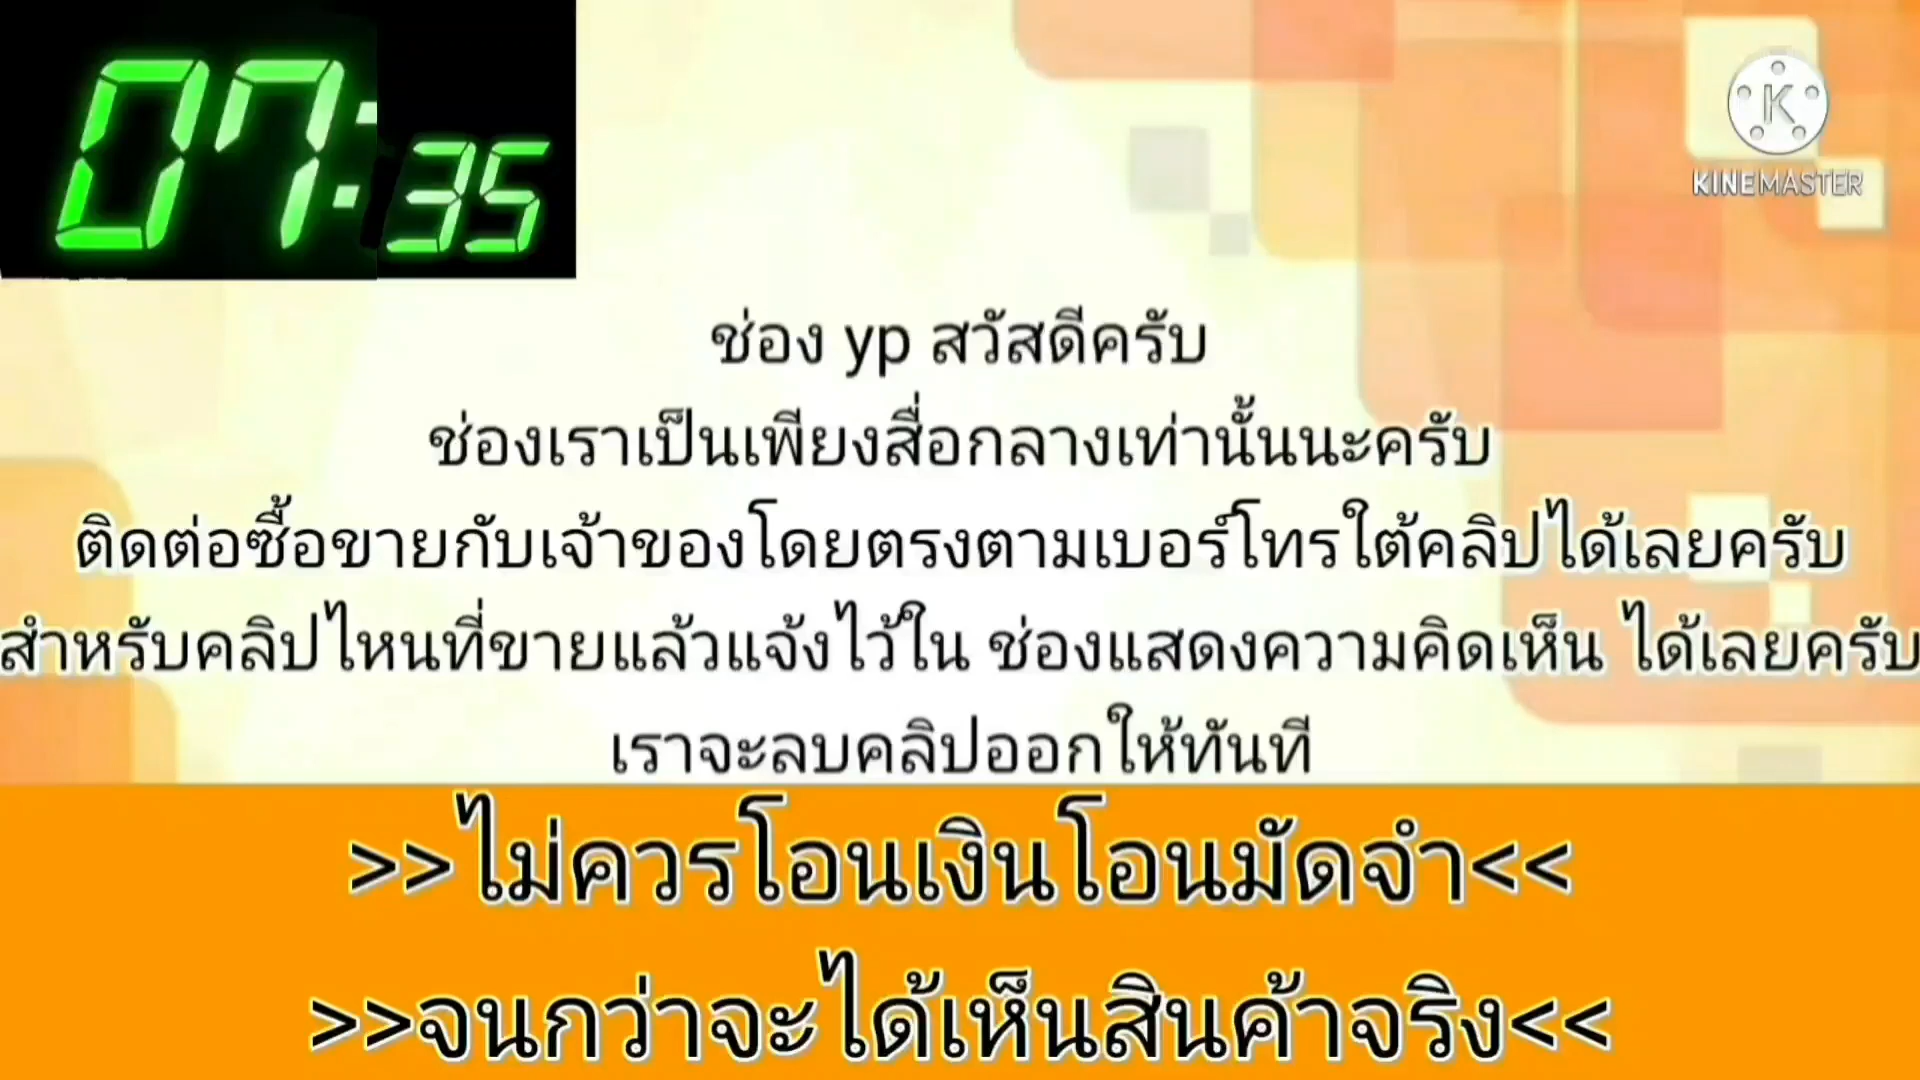 07:35
KINEMASTER
ช่อง yp สวัสดีครับ
ช่องเราเป็นเพียงสื่อกลางเท่านั้นนะครับ
ติดต่อซื้อขายกับเจ้าของโดยตรงตามเบอร์โทรใต้คลิปได้เลยครับ
สำหรับคลิปไหนที่ขายแล้วแจ้งไว้ใน ช่องแสดงความคิดเห็น ได้เลยครับ
เราจะลบคลิปออกให้ทันที
>>ไม่ควรโอนเงินโอนมัดจำ<<
>>จนกว่าจะได้เห็นสินค้าจริง<<